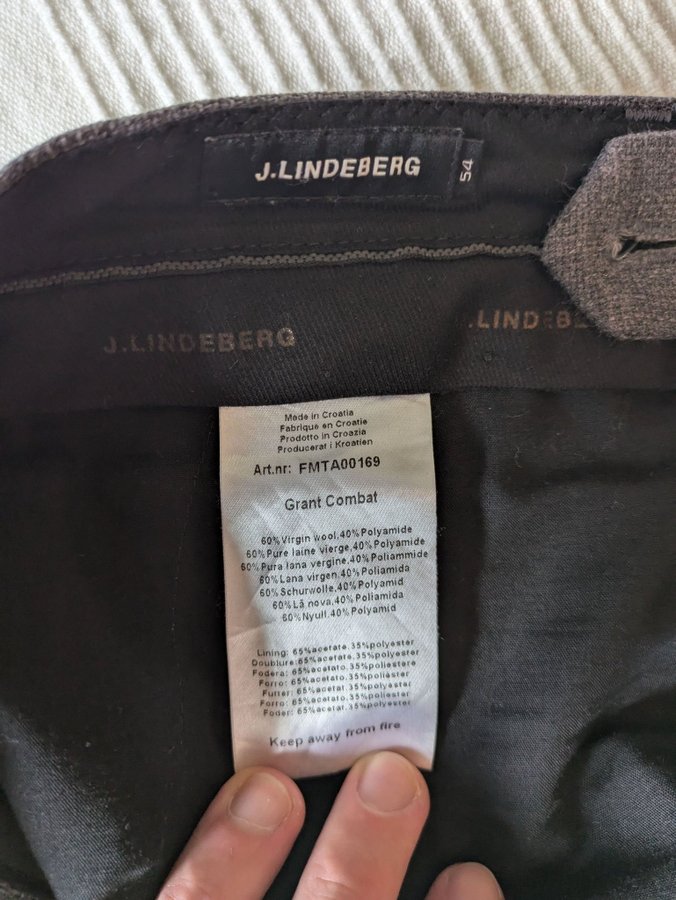 J.LINDEBERG
54
J.LINDEBERG
.LINDEBE
Made in Croatia
Fabrique en Croatie
Prodotto in Croazia
Producerat i Kroatien
Art.nr: FMTA00169
Grant Combat
60%Virgin wool.40%Polyamide
60%Pure laine vierge.40%Polyamide
60%Pura lana vergine.40%Poliammide
60%Lana virgen.40%Poliamida
60%Schurwolle.40%Polyamid
60%Lã nova.40%Poliamida
60%Nyull.40%Polyamid
Lining: 65%acetate.35%polyester
Doublure:65%acetate.35%polyester
Fodera: 65%acetato.35%poliestere
Forro: 65%acetato.35%poliester
Futter: 65%acetat.35%polyester
Forro: 65%acetato.35%poliester
Foder: 65%acetat.35%polyester
Keep away from fire